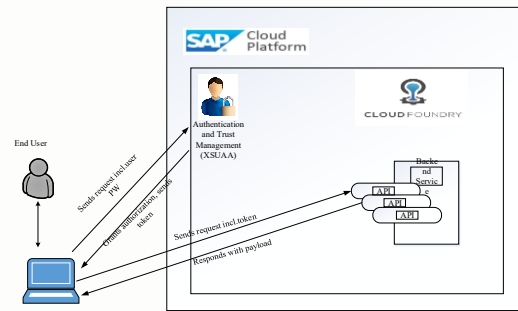 SAP Cloud
Platform
CLOUD FOUNDRY
Authentication
and Trust
Management
(XSUAA)
End User
Sends request incl.user
PW
Grants authorization, sends
token
Backe
nd
Servic
e
API
API
API
Sends request incl.token
Responds with payload